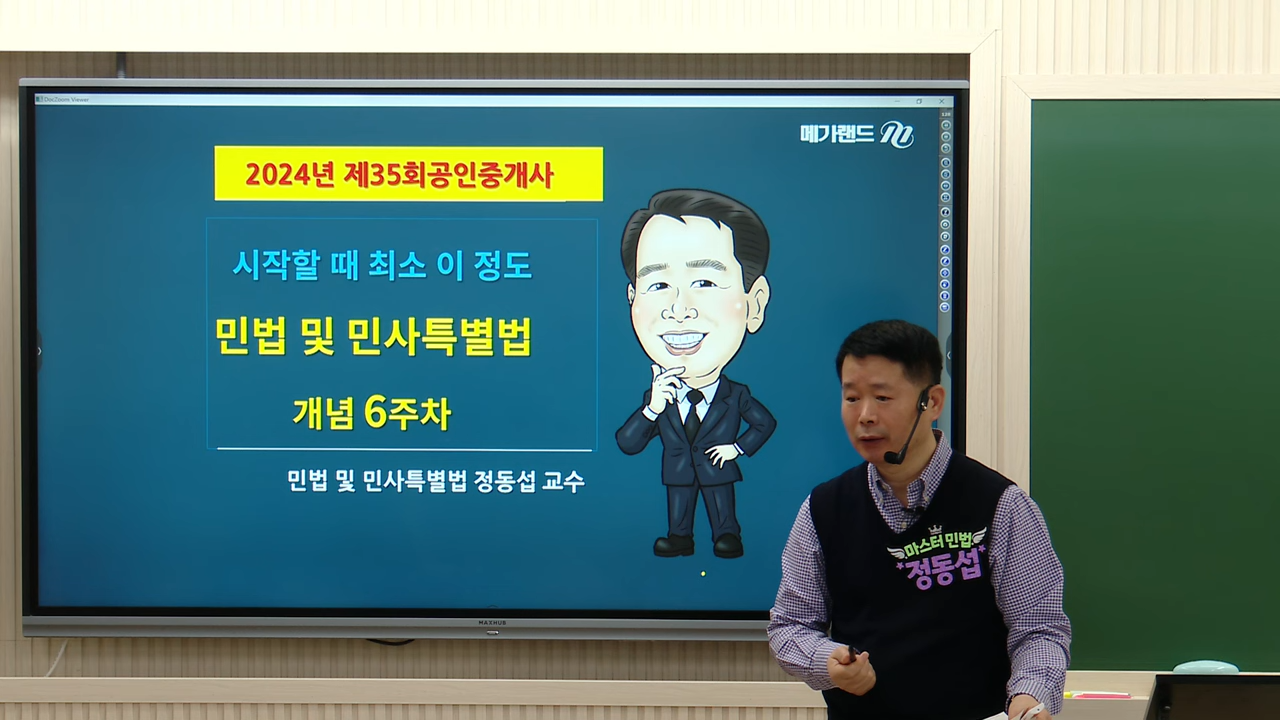 DocZoom Viewer
메가랜드
2024년 제35회공인중개사
시작할 때 최소 이 정도
민법 및 민사특별법
개념 6주차
민법 및 민사특별법 정동섭 교수
마스터 민법
정동섭
MAXHUB